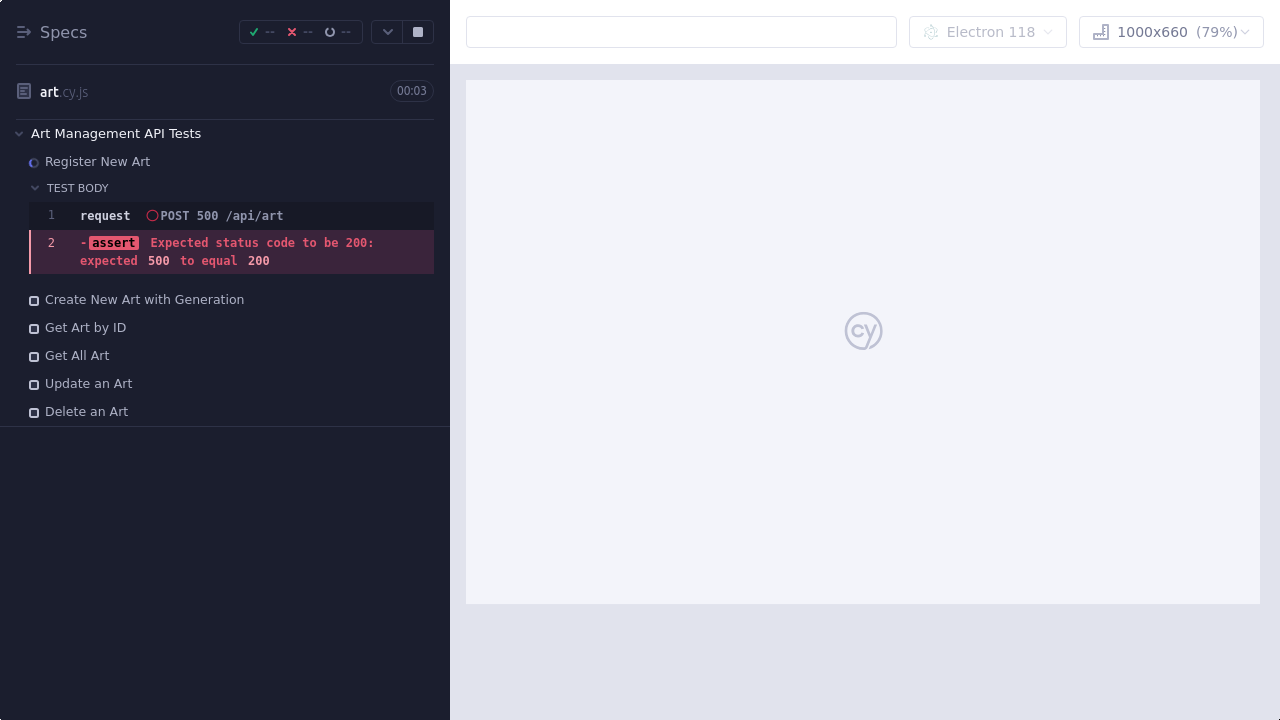 Specs
--
--
--
art.cy.js
00:03
Art Management API Tests
Register New Art
TEST BODY
1 request POST 500 /api/art
2 -assert Expected status code to be 200:
expected 500 to equal 200
Create New Art with Generation
Get Art by ID
Get All Art
Update an Art
Delete an Art
Electron 118
1000x660 (79%)
cy